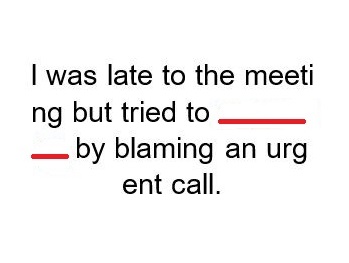 I was late to the meeti
ng but tried to
by blaming an urg
ent call.